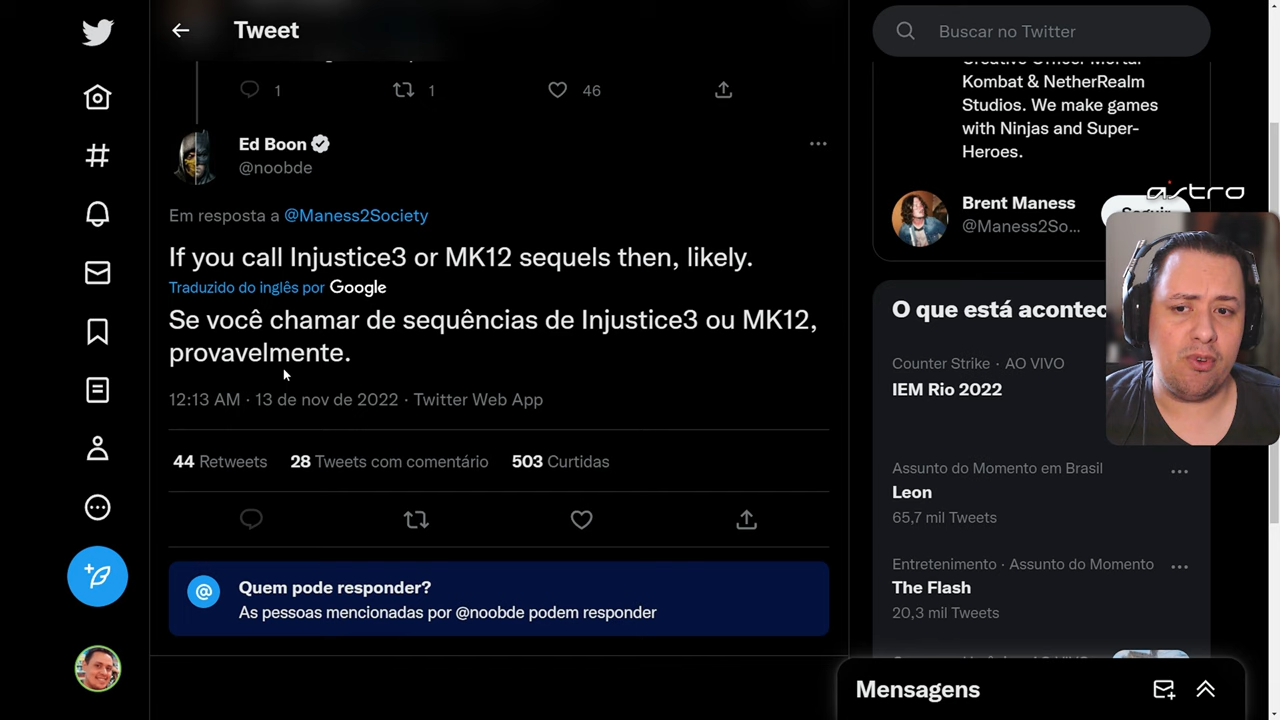 Tweet
1
1
46
Ed Boon
@noobde
Em resposta a @Maness2Society
If you call Injustice3 or MK12 sequels then, likely.
Traduzido do inglês por Google
Se você chamar de sequências de Injustice3 ou MK12,
provavelmente.
12:13 AM · 13 de nov de 2022 · Twitter Web App
44 Retweets 28 Tweets com comentário 503 Curtidas
@
Quem pode responder?
As pessoas mencionadas por @noobde podem responder
Buscar no Twitter
Creative Officer Mortal
Kombat & NetherRealm
Studios. We make games
with Ninjas and Super-
Heroes.
astro
Brent Maness
@Maness2So...
Seguir
O que está acontec
Counter Strike · AO VIVO
IEM Rio 2022
Assunto do Momento em Brasil
Leon
65,7 mil Tweets
Entretenimento · Assunto do Momento
The Flash
20,3 mil Tweets
Mensagens